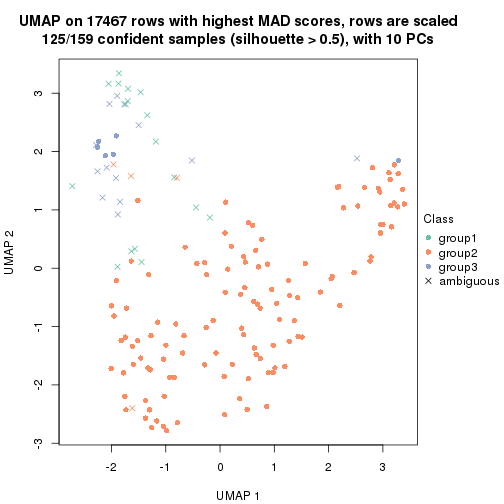 UMAP on 17467 rows with highest MAD scores, rows are scaled
125/159 confident samples (silhouette > 0.5), with 10 PCs
3
2
1
0
-1
-2
-3
UMAP 2
-2
-1
0
1
2
3
UMAP 1
Class
group1
group2
group3
ambiguous